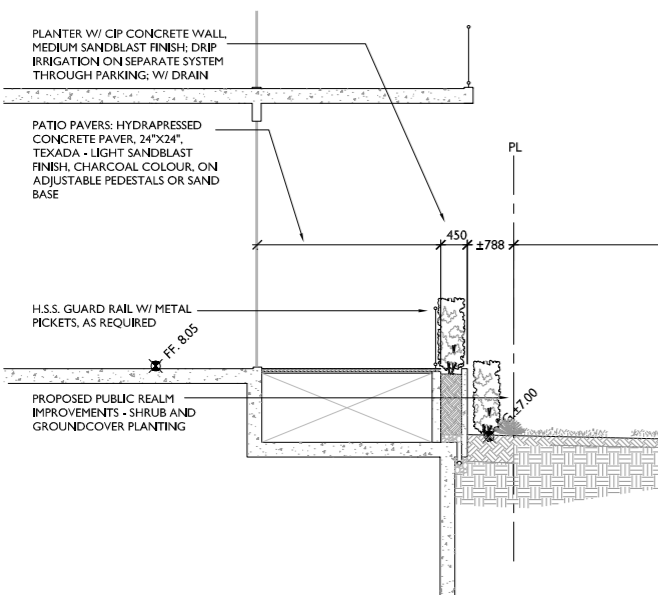 PLANTER W/ CIP CONCRETE WALL,
MEDIUM SANDBLAST FINISH; DRIP
IRRIGATION ON SEPARATE SYSTEM
THROUGH PARKING; W/ DRAIN
PATIO PAVERS: HYDRAPRESSED
CONCRETE PAVER, 24"X24",
TEXADA - LIGHT SANDBLAST
FINISH, CHARCOAL COLOUR, ON
ADJUSTABLE PEDESTALS OR SAND
BASE
PL
450
±788
H.S.S. GUARD RAIL W/ METAL
PICKETS, AS REQUIRED
FF. 8.05
PROPOSED PUBLIC REALM
IMPROVEMENTS - SHRUB AND
GROUNDCOVER PLANTING
±7.00